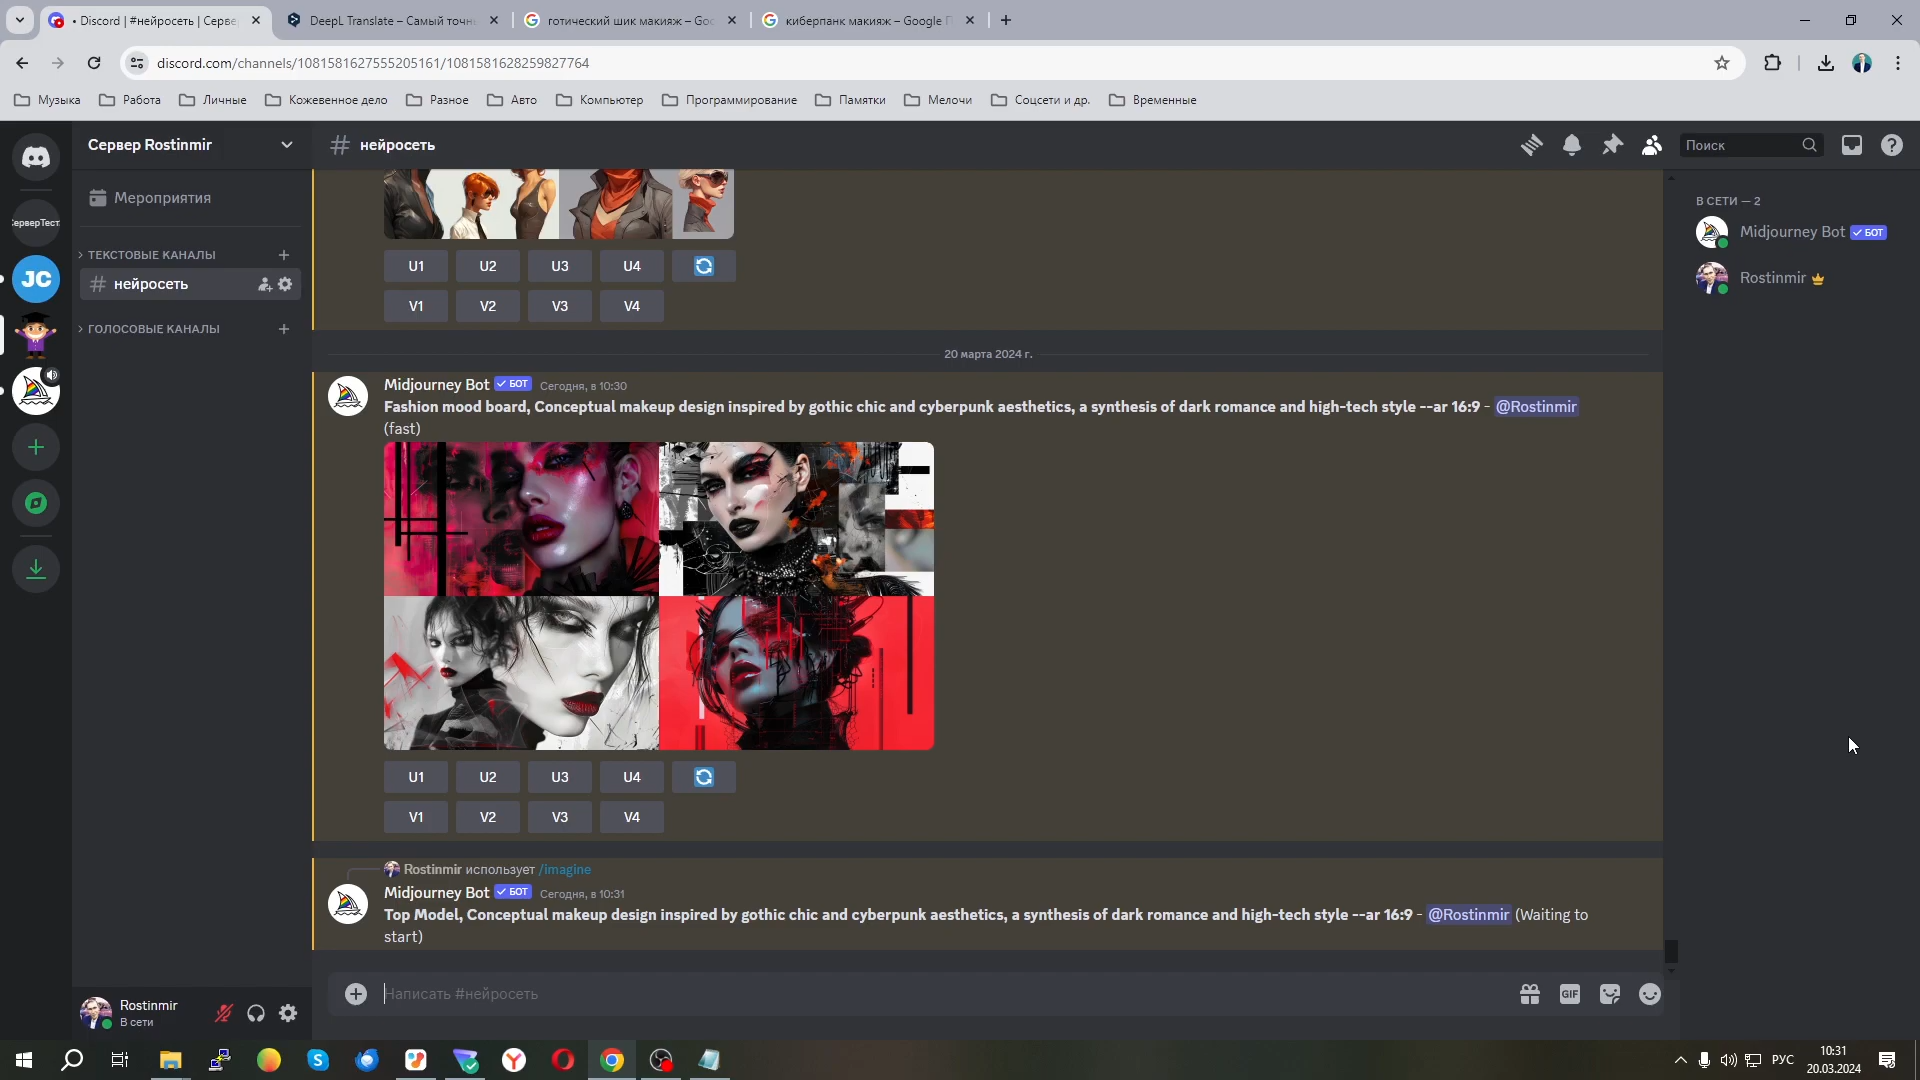 • Discord | #нейросеть | Серве
DeepL Translate – Самый точн
готический шик макияж – Goo
киберпанк макияж – Google П
discord.com/channels/1081581627555205161/1081581628259827764
Музыка
Работа
Личные
Кожевенное дело
Разное
Авто
Компьютер
Программирование
Памятки
Мелочи
Соцсети и др.
Временные
Сервер Rostinmir
нейросеть
Поиск
Мероприятия
ТЕКСТОВЫЕ КАНАЛЫ
нейросеть
ГОЛОСОВЫЕ КАНАЛЫ
СерверТест
JC
U1 U2 U3 U4
V1 V2 V3 V4
20 марта 2024 г.
Midjourney Bot БОТ Сегодня, в 10:30
Fashion mood board, Conceptual makeup design inspired by gothic chic and cyberpunk aesthetics, a synthesis of dark romance and high-tech style --ar 16:9 - @Rostinmir
(fast)
U1 U2 U3 U4
V1 V2 V3 V4
Rostinmir использует /imagine
Midjourney Bot БОТ Сегодня, в 10:31
Top Model, Conceptual makeup design inspired by gothic chic and cyberpunk aesthetics, a synthesis of dark romance and high-tech style --ar 16:9 - @Rostinmir (Waiting to
start)
Написать #нейросеть
GIF
В СЕТИ — 2
Midjourney Bot БОТ
Rostinmir
Rostinmir
В сети
РУС
10:31
20.03.2024